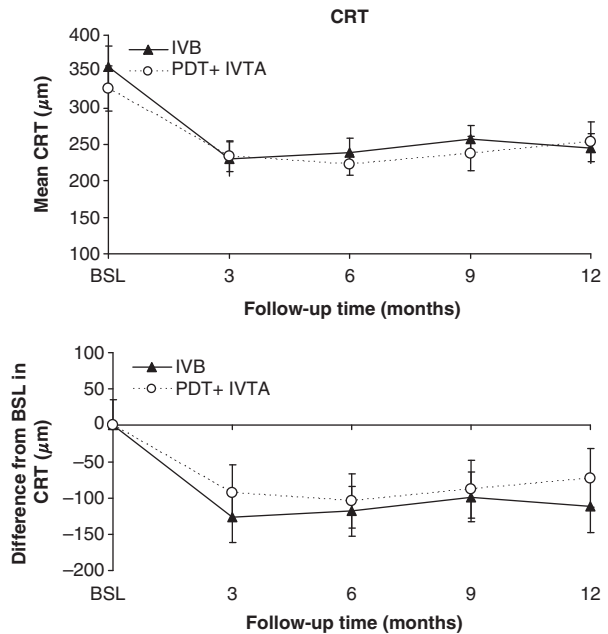 CRT
Mean CRT (μm)
400
350
300
250
200
150
100
IVB
PDT+ IVTA
BSL 3 6 9 12
Follow-up time (months)
Difference from BSL in
CRT (μm)
100
50
0
−50
−100
−150
−200
IVB
PDT+ IVTA
BSL 3 6 9 12
Follow-up time (months)